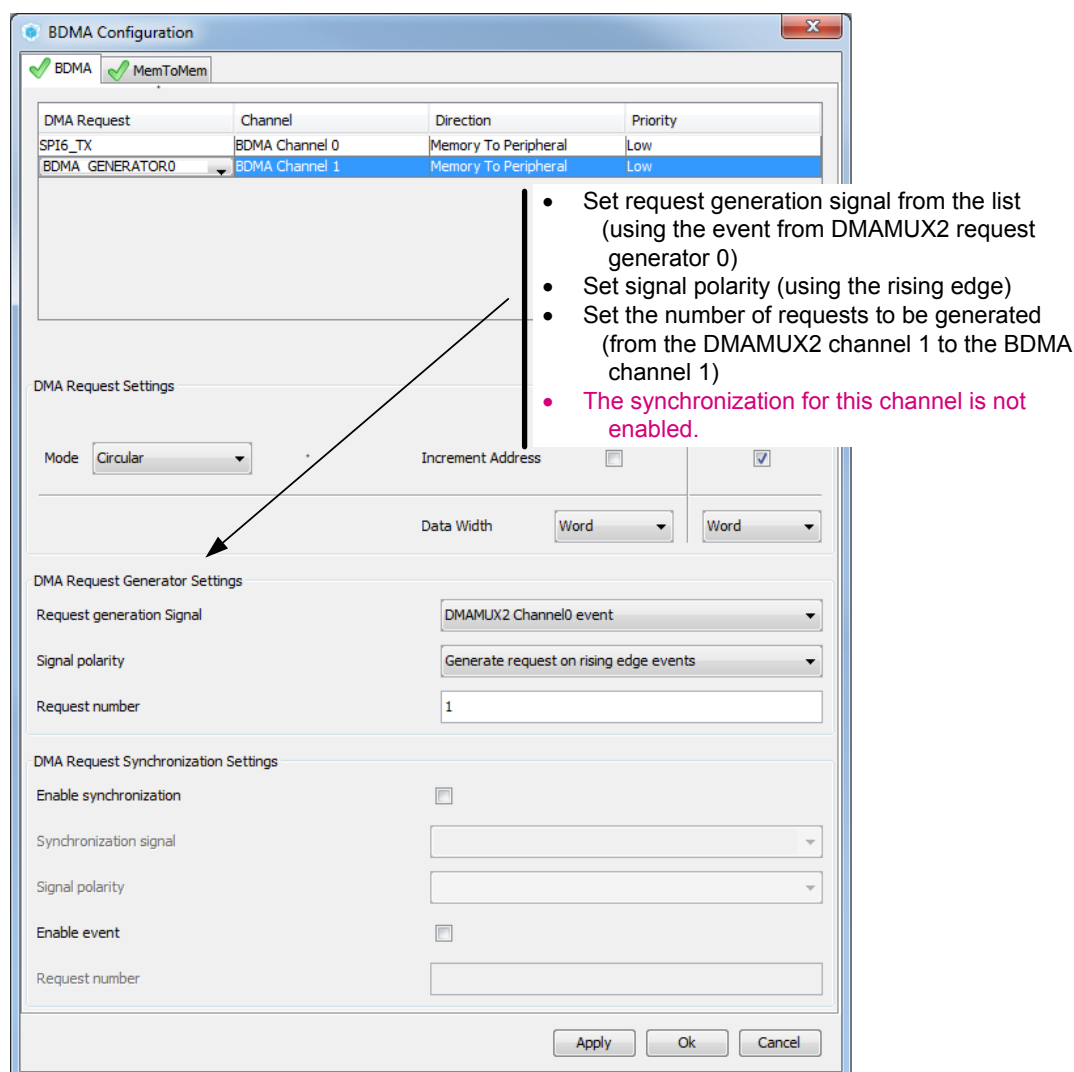 BDMA Configuration
BDMA MemToMem
DMA Request Channel Direction Priority
SPI6_TX BDMA Channel 0 Memory To Peripheral Low
BDMA GENERATOR0 BDMA Channel 1 Memory To Peripheral Low
• Set request generation signal from the list
(using the event from DMAMUX2 request
generator 0)
• Set signal polarity (using the rising edge)
• Set the number of requests to be generated
(from the DMAMUX2 channel 1 to the BDMA
channel 1)
• The synchronization for this channel is not
enabled.
DMA Request Settings
Mode Circular Increment Address
Data Width Word Word
DMA Request Generator Settings
Request generation Signal DMAMUX2 Channel0 event
Signal polarity Generate request on rising edge events
Request number 1
DMA Request Synchronization Settings
Enable synchronization
Synchronization signal
Signal polarity
Enable event
Request number
Apply Ok Cancel